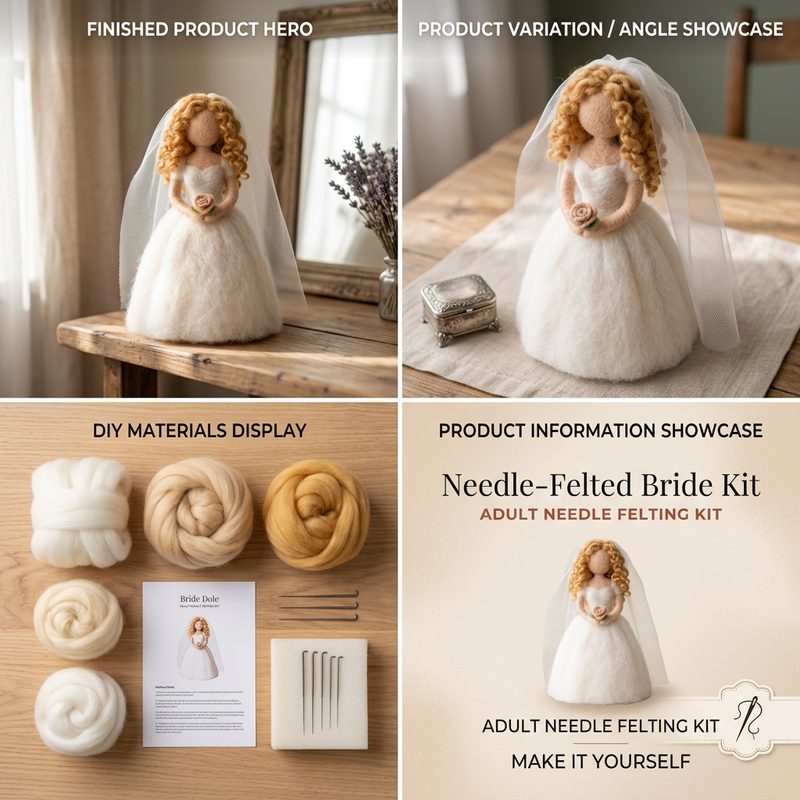 FINISHED PRODUCT HERO
PRODUCT VARIATION / ANGLE SHOWCASE
DIY MATERIALS DISPLAY
Bride Dole
PRODUCT INFORMATION SHOWCASE
Needle-Felted Bride Kit
ADULT NEEDLE FELTING KIT
ADULT NEEDLE FELTING KIT
MAKE IT YOURSELF